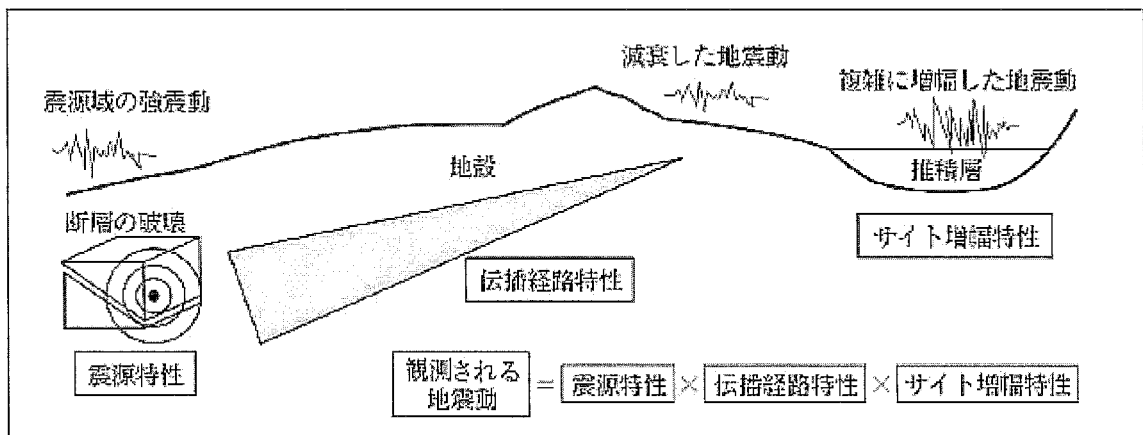 減衰した地震動
複雑に増幅した地震動
震源域の強震動
地殻
堆積層
断層の破壊
サイト増幅特性
伝播経路特性
震源特性
観測される
地震動
= 震源特性 × 伝播経路特性 × サイト増幅特性